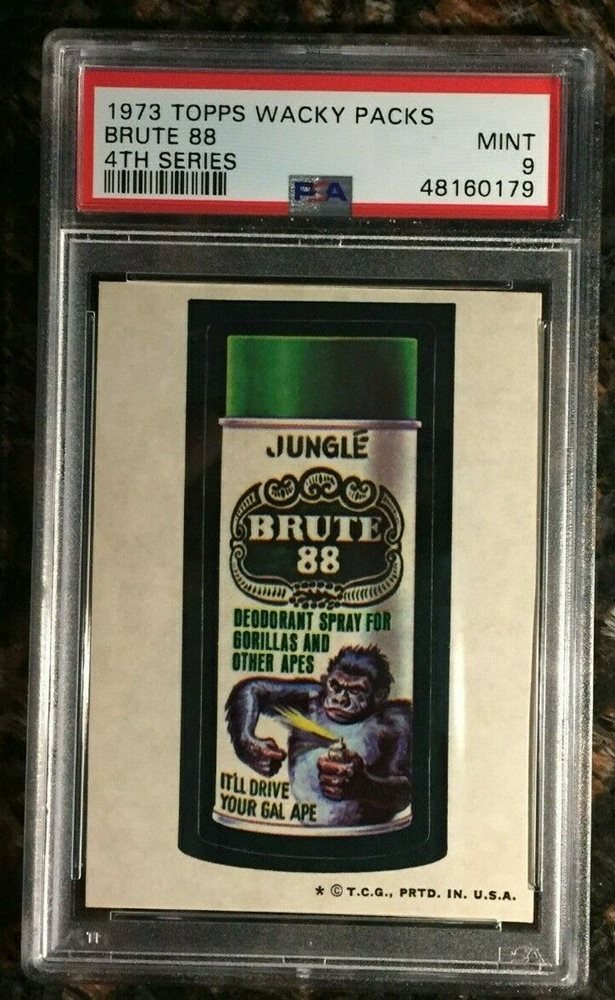 1973 TOPPS WACKY PACKS
BRUTE 88
MINT
4TH SERIES
9
PSA
48160179
JUNGLÉ
BRUTE
88
DEODORANT SPRAY FOR
GORILLAS AND
OTHER APES
IT'LL DRIVE
YOUR GAL APE
* © T.C.G., PRTD. IN. U.S.A.